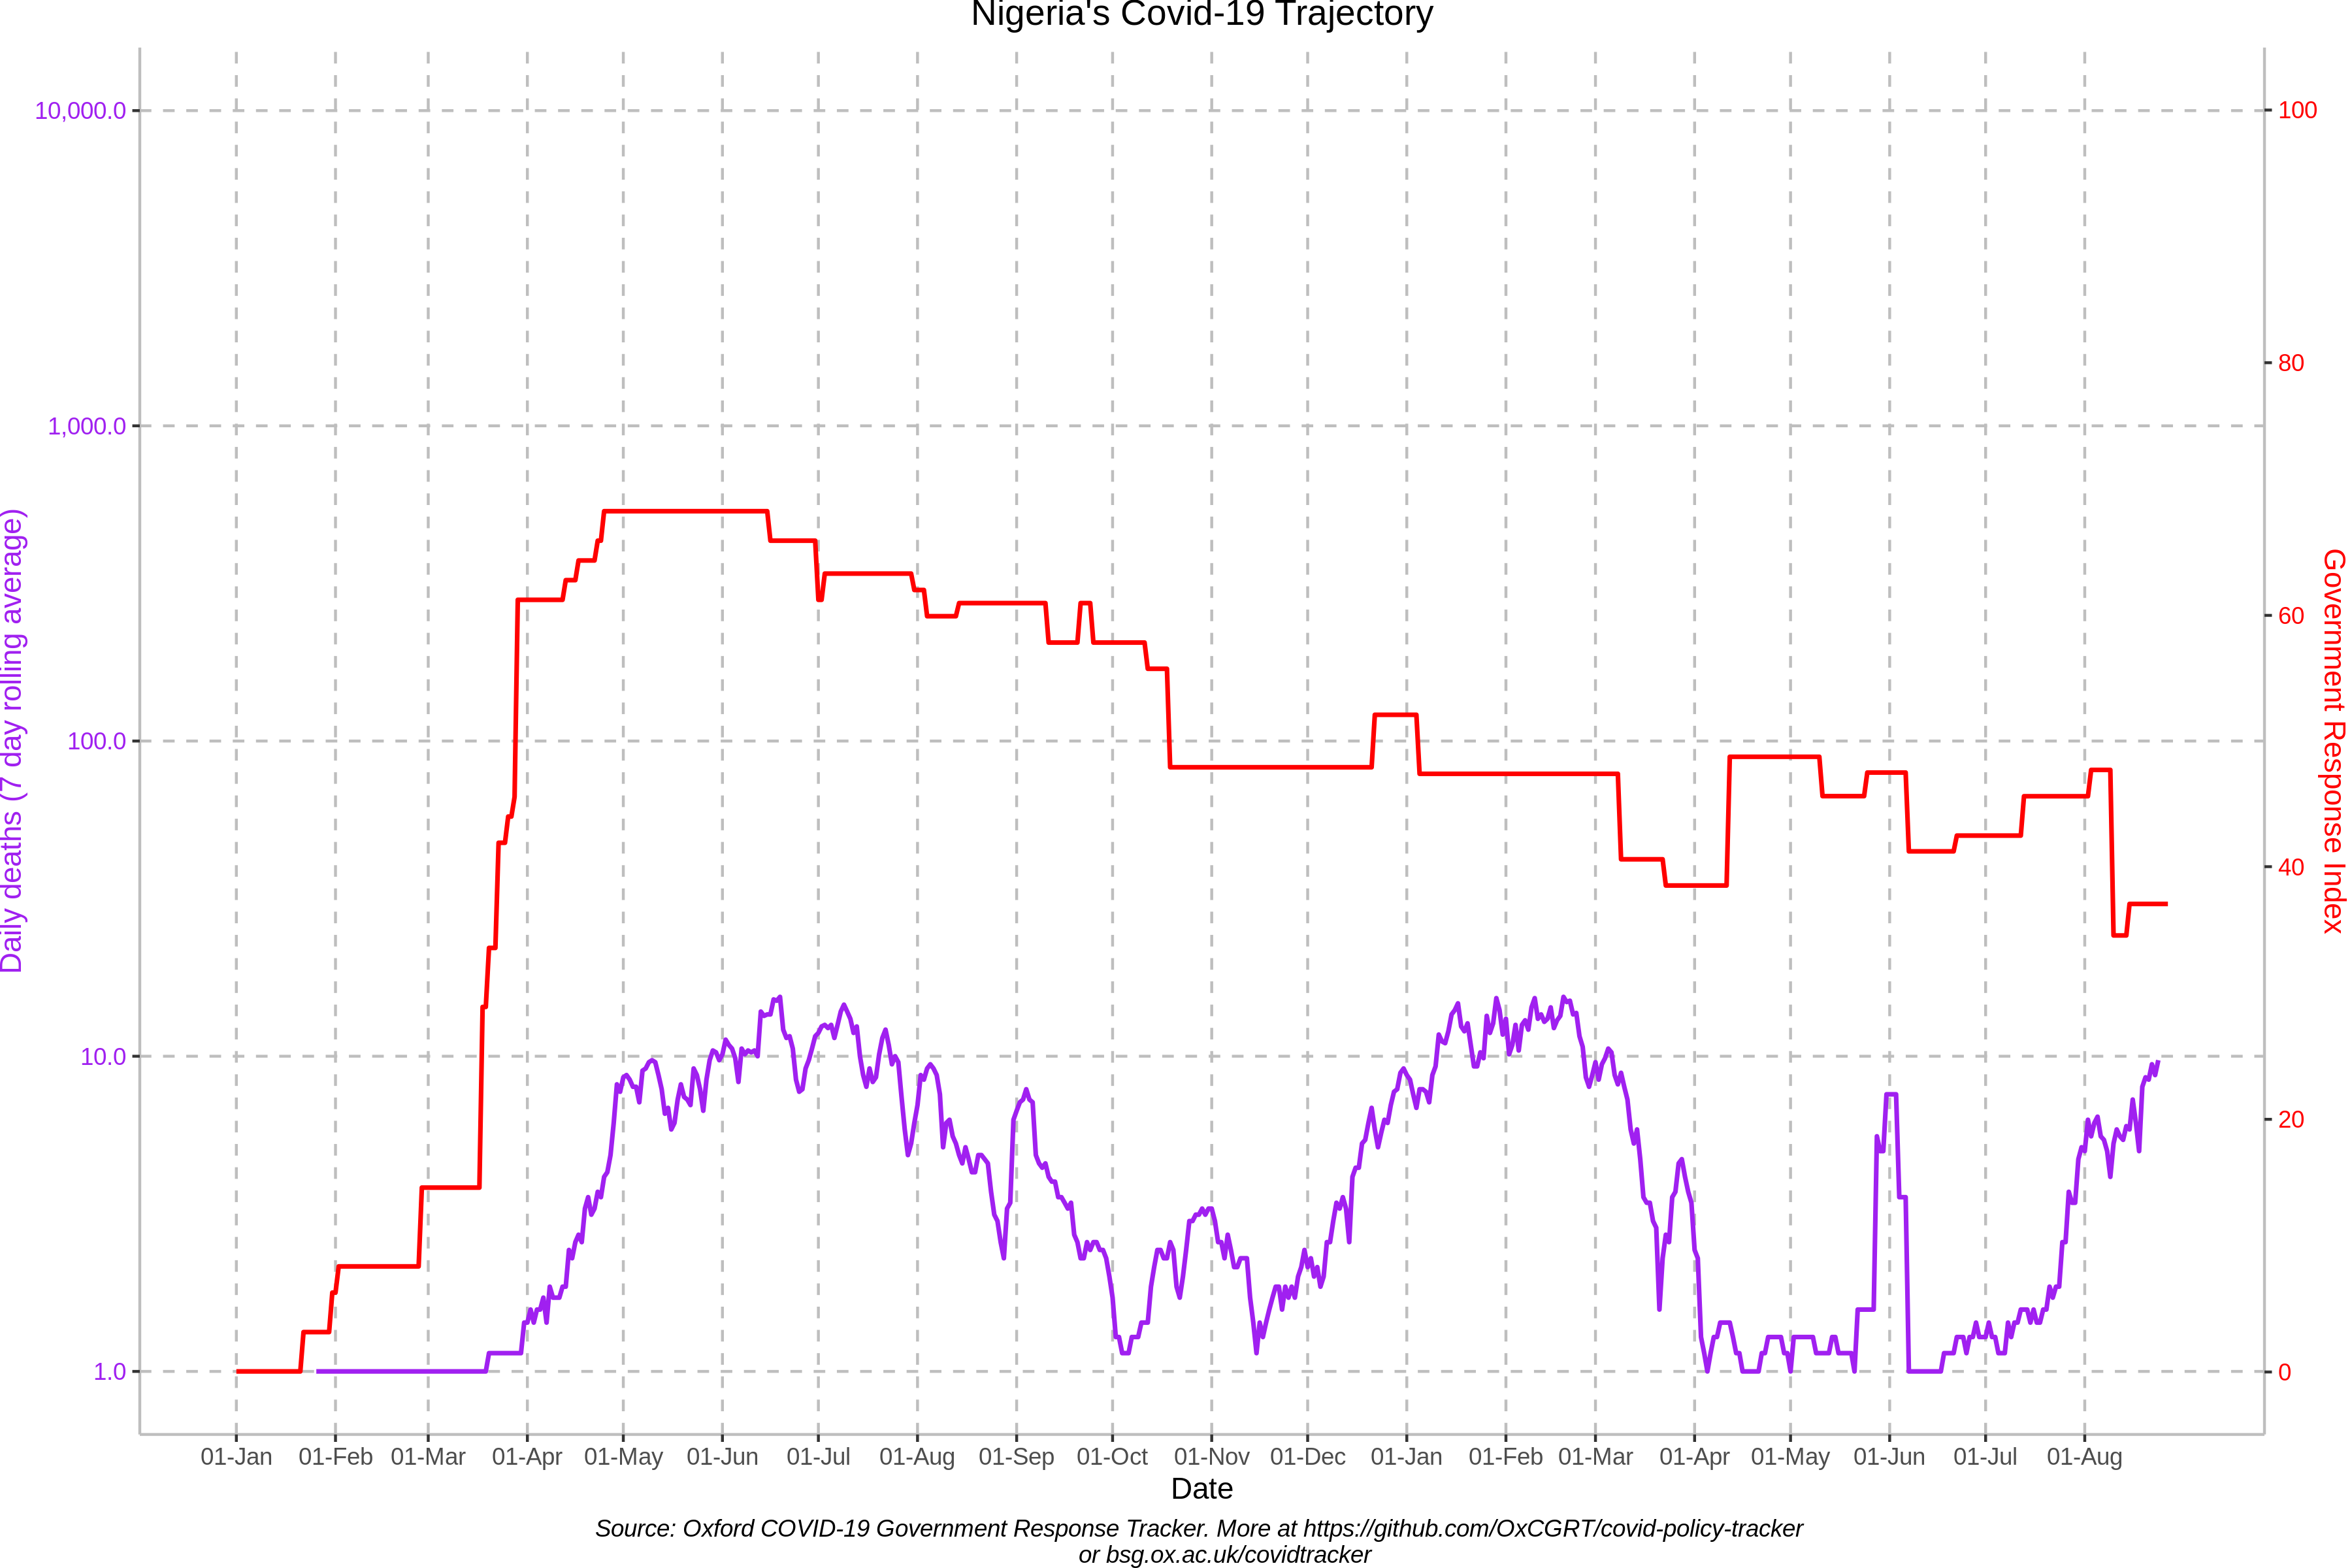 Nigeria's Covid-19 Trajectory
10,000.0
1,000.0
100.0
10.0
1.0
Daily deaths (7 day rolling average)
100
80
60
40
20
0
Government Response Index
01-Jan 01-Feb 01-Mar 01-Apr 01-May 01-Jun 01-Jul 01-Aug 01-Sep 01-Oct 01-Nov 01-Dec 01-Jan 01-Feb 01-Mar 01-Apr 01-May 01-Jun 01-Jul 01-Aug
Date
Source: Oxford COVID-19 Government Response Tracker. More at https://github.com/OxCGRT/covid-policy-tracker
or bsg.ox.ac.uk/covidtracker